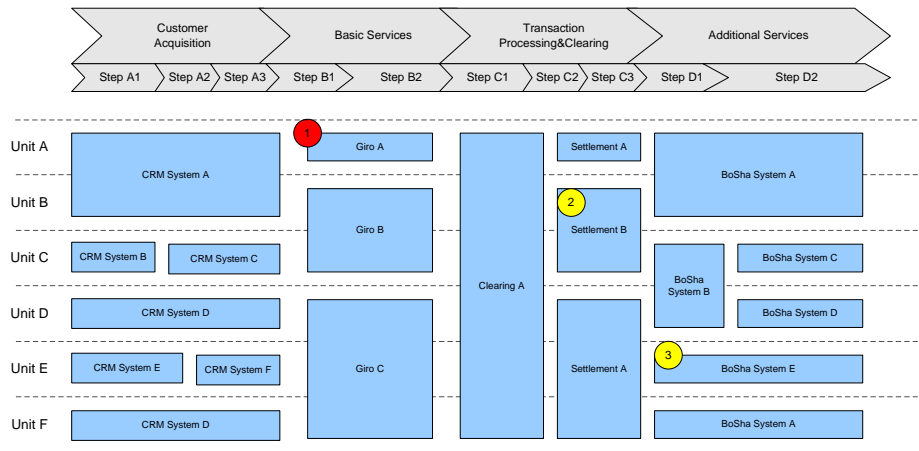 Customer
Acquisition
Basic Services
Transaction
Processing&Clearing
Additional Services
Step A1
Step A2
Step A3
Step B1
Step B2
Step C1
Step C2
Step C3
Step D1
Step D2
Unit A
CRM System A
1
Giro A
Clearing A
Settlement A
BoSha System A
Unit B
Giro B
2
Settlement B
Unit C
CRM System B
CRM System C
BoSha
System B
BoSha System C
Unit D
CRM System D
Giro C
Settlement A
BoSha System D
Unit E
CRM System E
CRM System F
3
BoSha System E
Unit F
CRM System D
BoSha System A